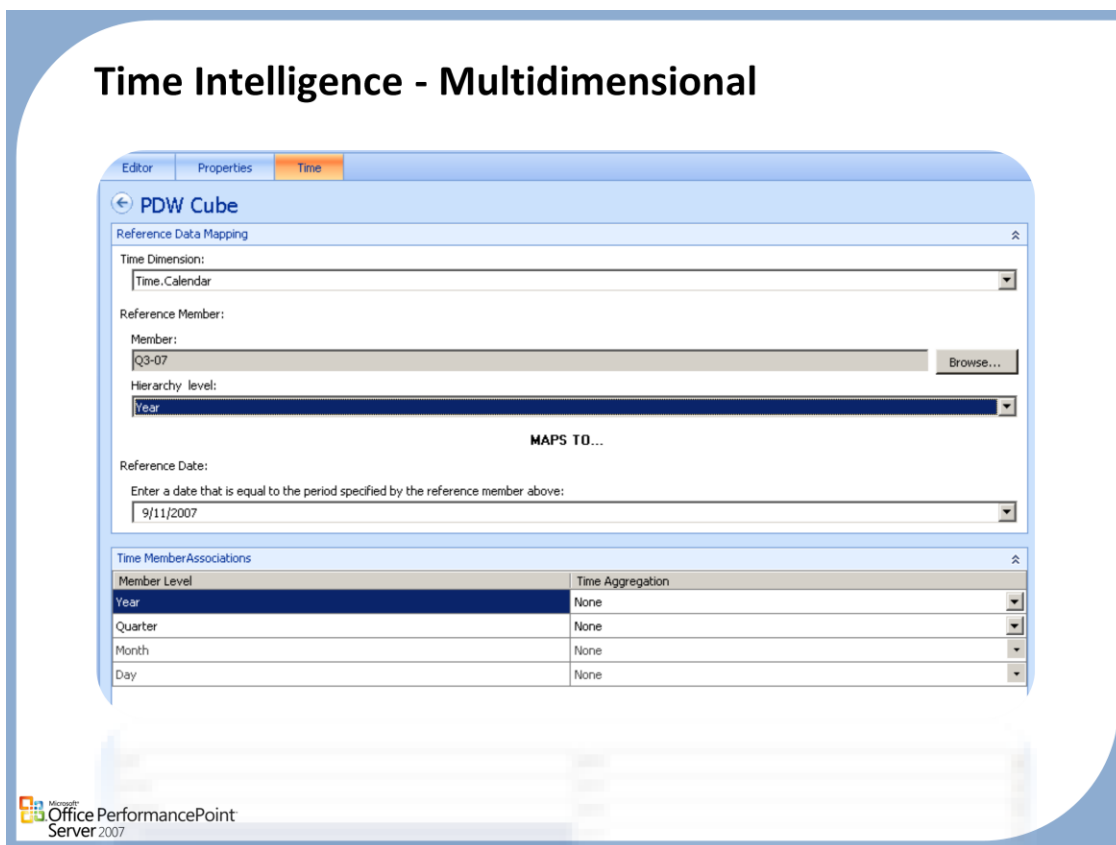 Time Intelligence - Multidimensional
Editor Properties Time
PDW Cube
Reference Data Mapping
Time Dimension:
Time.Calendar
Reference Member:
Member:
Q3-07
Browse...
Hierarchy level:
Year
MAPS TO...
Reference Date:
Enter a date that is equal to the period specified by the reference member above:
9/11/2007
Time MemberAssociations
Member Level Time Aggregation
Year None
Quarter None
Month None
Day None
Microsoft
Office PerformancePoint
Server 2007